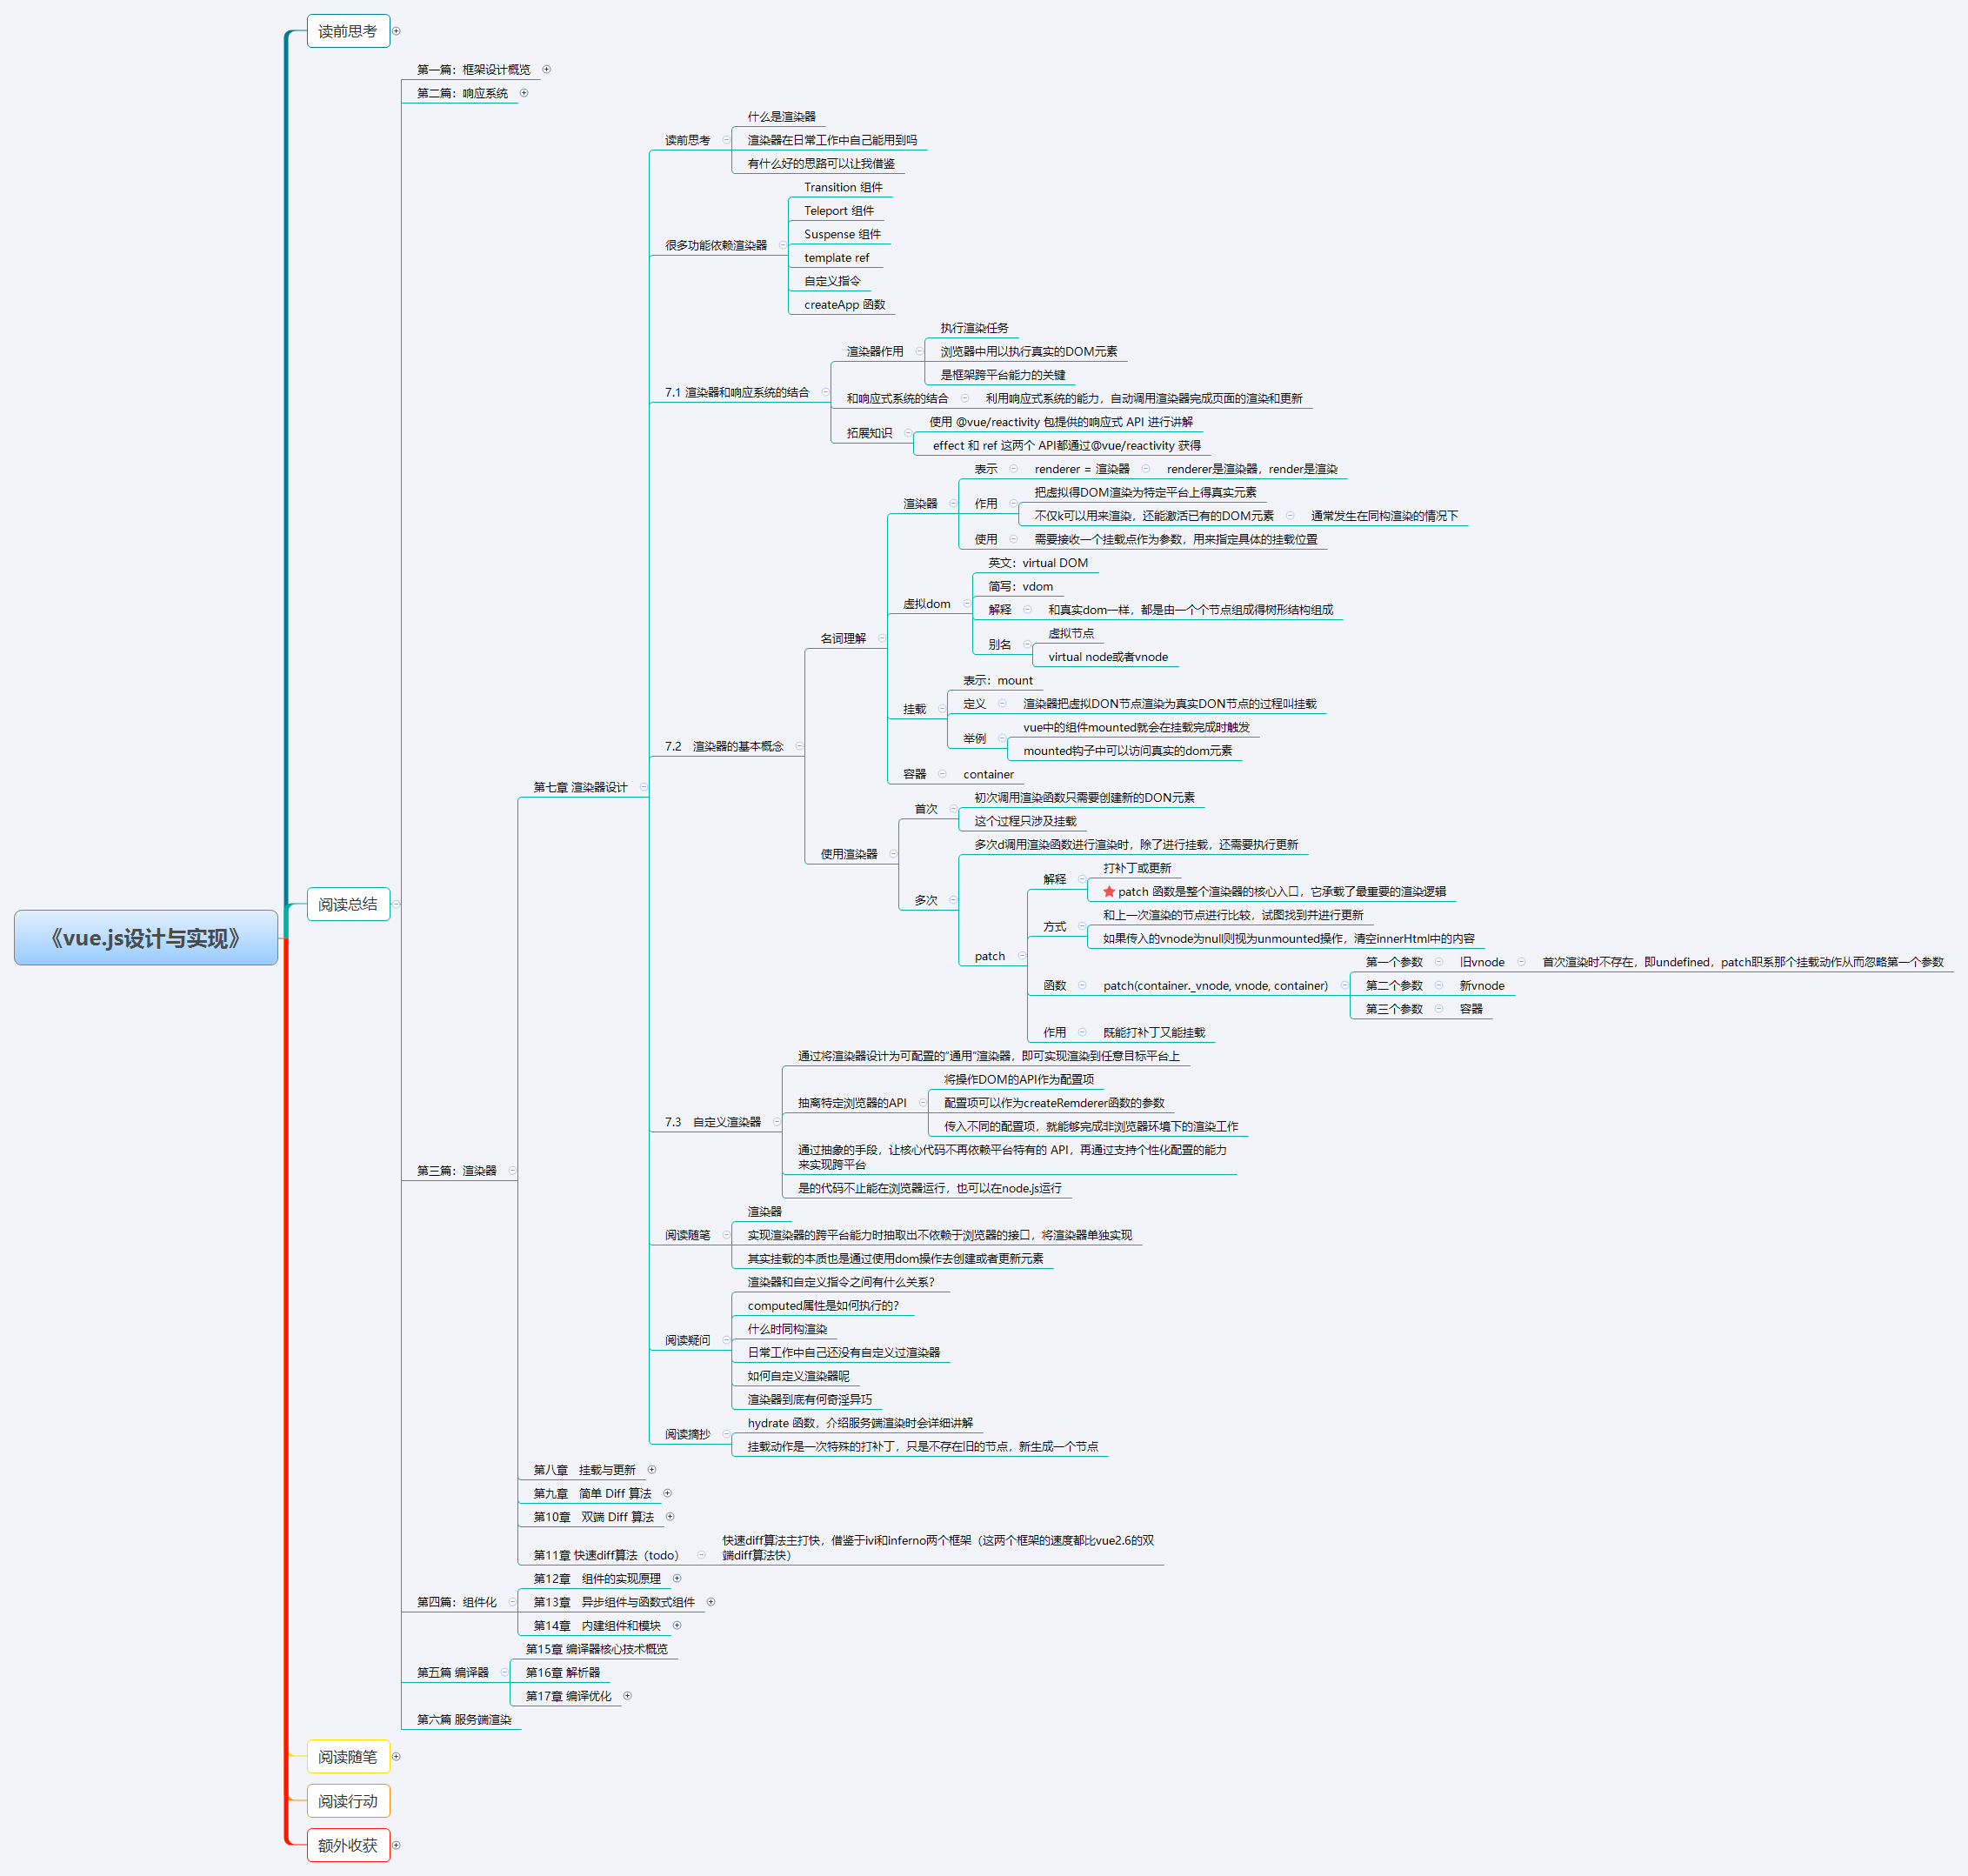 读前思考
第一篇：框架设计概览
第二篇：响应系统
什么是渲染器
读前思考
渲染器在日常工作中自己能用到吗
有什么好的思路可以让我借鉴
Transition 组件
Teleport 组件
Suspense 组件
很多功能依赖渲染器
template ref
自定义指令
createApp 函数
执行渲染任务
渲染器作用
浏览器中用以执行真实的DOM元素
是框架跨平台能力的关键
7.1 渲染器和响应系统的结合
和响应式系统的结合
利用响应式系统的能力，自动调用渲染器完成页面的渲染和更新
使用 @vue/reactivity 包提供的响应式 API 进行讲解
拓展知识
effect 和 ref 这两个 API都通过@vue/reactivity 获得
表示
renderer = 渲染器
renderer是渲染器，render是渲染
渲染器
作用
把虚拟得DOM渲染为特定平台上得真实元素
不仅k可以用来渲染，还能激活已有的DOM元素
通常发生在同构渲染的情况下
使用
需要接收一个挂载点作为参数，用来指定具体的挂载位置
英文：virtual DOM
简写：vdom
虚拟dom
解释
和真实dom一样，都是由一个个节点组成得树形结构组成
别名
虚拟节点
virtual node或者vnode
名词理解
表示：mount
定义
渲染器把虚拟DON节点渲染为真实DON节点的过程叫挂载
挂载
举例
vue中的组件mounted就会在挂载完成时触发
mounted钩子中可以访问真实的dom元素
容器
container
7.2 渲染器的基本概念
第七章 渲染器设计
首次
初次调用渲染函数只需要创建新的DON元素
这个过程只涉及挂载
使用渲染器
多次d调用渲染函数进行渲染时，除了进行挂载，还需要执行更新
多次
解释
打补丁或更新
patch 函数是整个渲染器的核心入口，它承载了最重要的渲染逻辑
方式
和上一次渲染的节点进行比较，试图找到并进行更新
如果传入的vnode为null则视为unmounted操作，清空innerHtml中的内容
patch
第一个参数
旧vnode
首次渲染时不存在，即undefined，patch职系那个挂载动作从而忽略第一个参数
函数
patch(container._vnode, vnode, container)
第二个参数
新vnode
第三个参数
容器
作用
既能打补丁又能挂载
阅读总结
《vue.js设计与实现》
通过将渲染器设计为可配置的“通用”渲染器，即可实现渲染到任意目标平台上
将操作DOM的API作为配置项
抽离特定浏览器的API
配置项可以作为createRemderer函数的参数
7.3 自定义渲染器
传入不同的配置项，就能够完成非浏览器环境下的渲染工作
通过抽象的手段，让核心代码不再依赖平台特有的 API，再通过支持个性化配置的能力
来实现跨平台
是的代码不止能在浏览器运行，也可以在node.js运行
第三篇：渲染器
渲染器
阅读随笔
实现渲染器的跨平台能力时抽取出不依赖于浏览器的接口，将渲染器单独实现
其实挂载的本质也是通过使用dom操作去创建或者更新元素
渲染器和自定义指令之间有什么关系？
computed属性是如何执行的？
什么时同构渲染
阅读疑问
日常工作中自己还没有自定义过渲染器
如何自定义渲染器呢
渲染器到底有何奇淫异巧
hydrate 函数，介绍服务端渲染时会详细讲解
阅读摘抄
挂载动作是一次特殊的打补丁，只是不存在旧的节点，新生成一个节点
第八章 挂载与更新
第九章 简单 Diff 算法
第10章 双端 Diff 算法
第11章 快速diff算法（todo）
快速diff算法主打快，借鉴于ivi和inferno两个框架（这两个框架的速度都比vue2.6的双
端diff算法快）
第12章 组件的实现原理
第四篇：组件化
第13章 异步组件与函数式组件
第14章 内建组件和模块
第15章 编译器核心技术概览
第五篇 编译器
第16章 解析器
第17章 编译优化
第六篇 服务端渲染
阅读随笔
阅读行动
额外收获